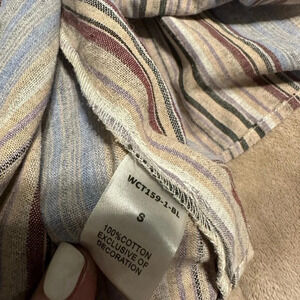 WCT159-1-BL
S
100%COTTON
EXCLUSIVE OF
DECORATION